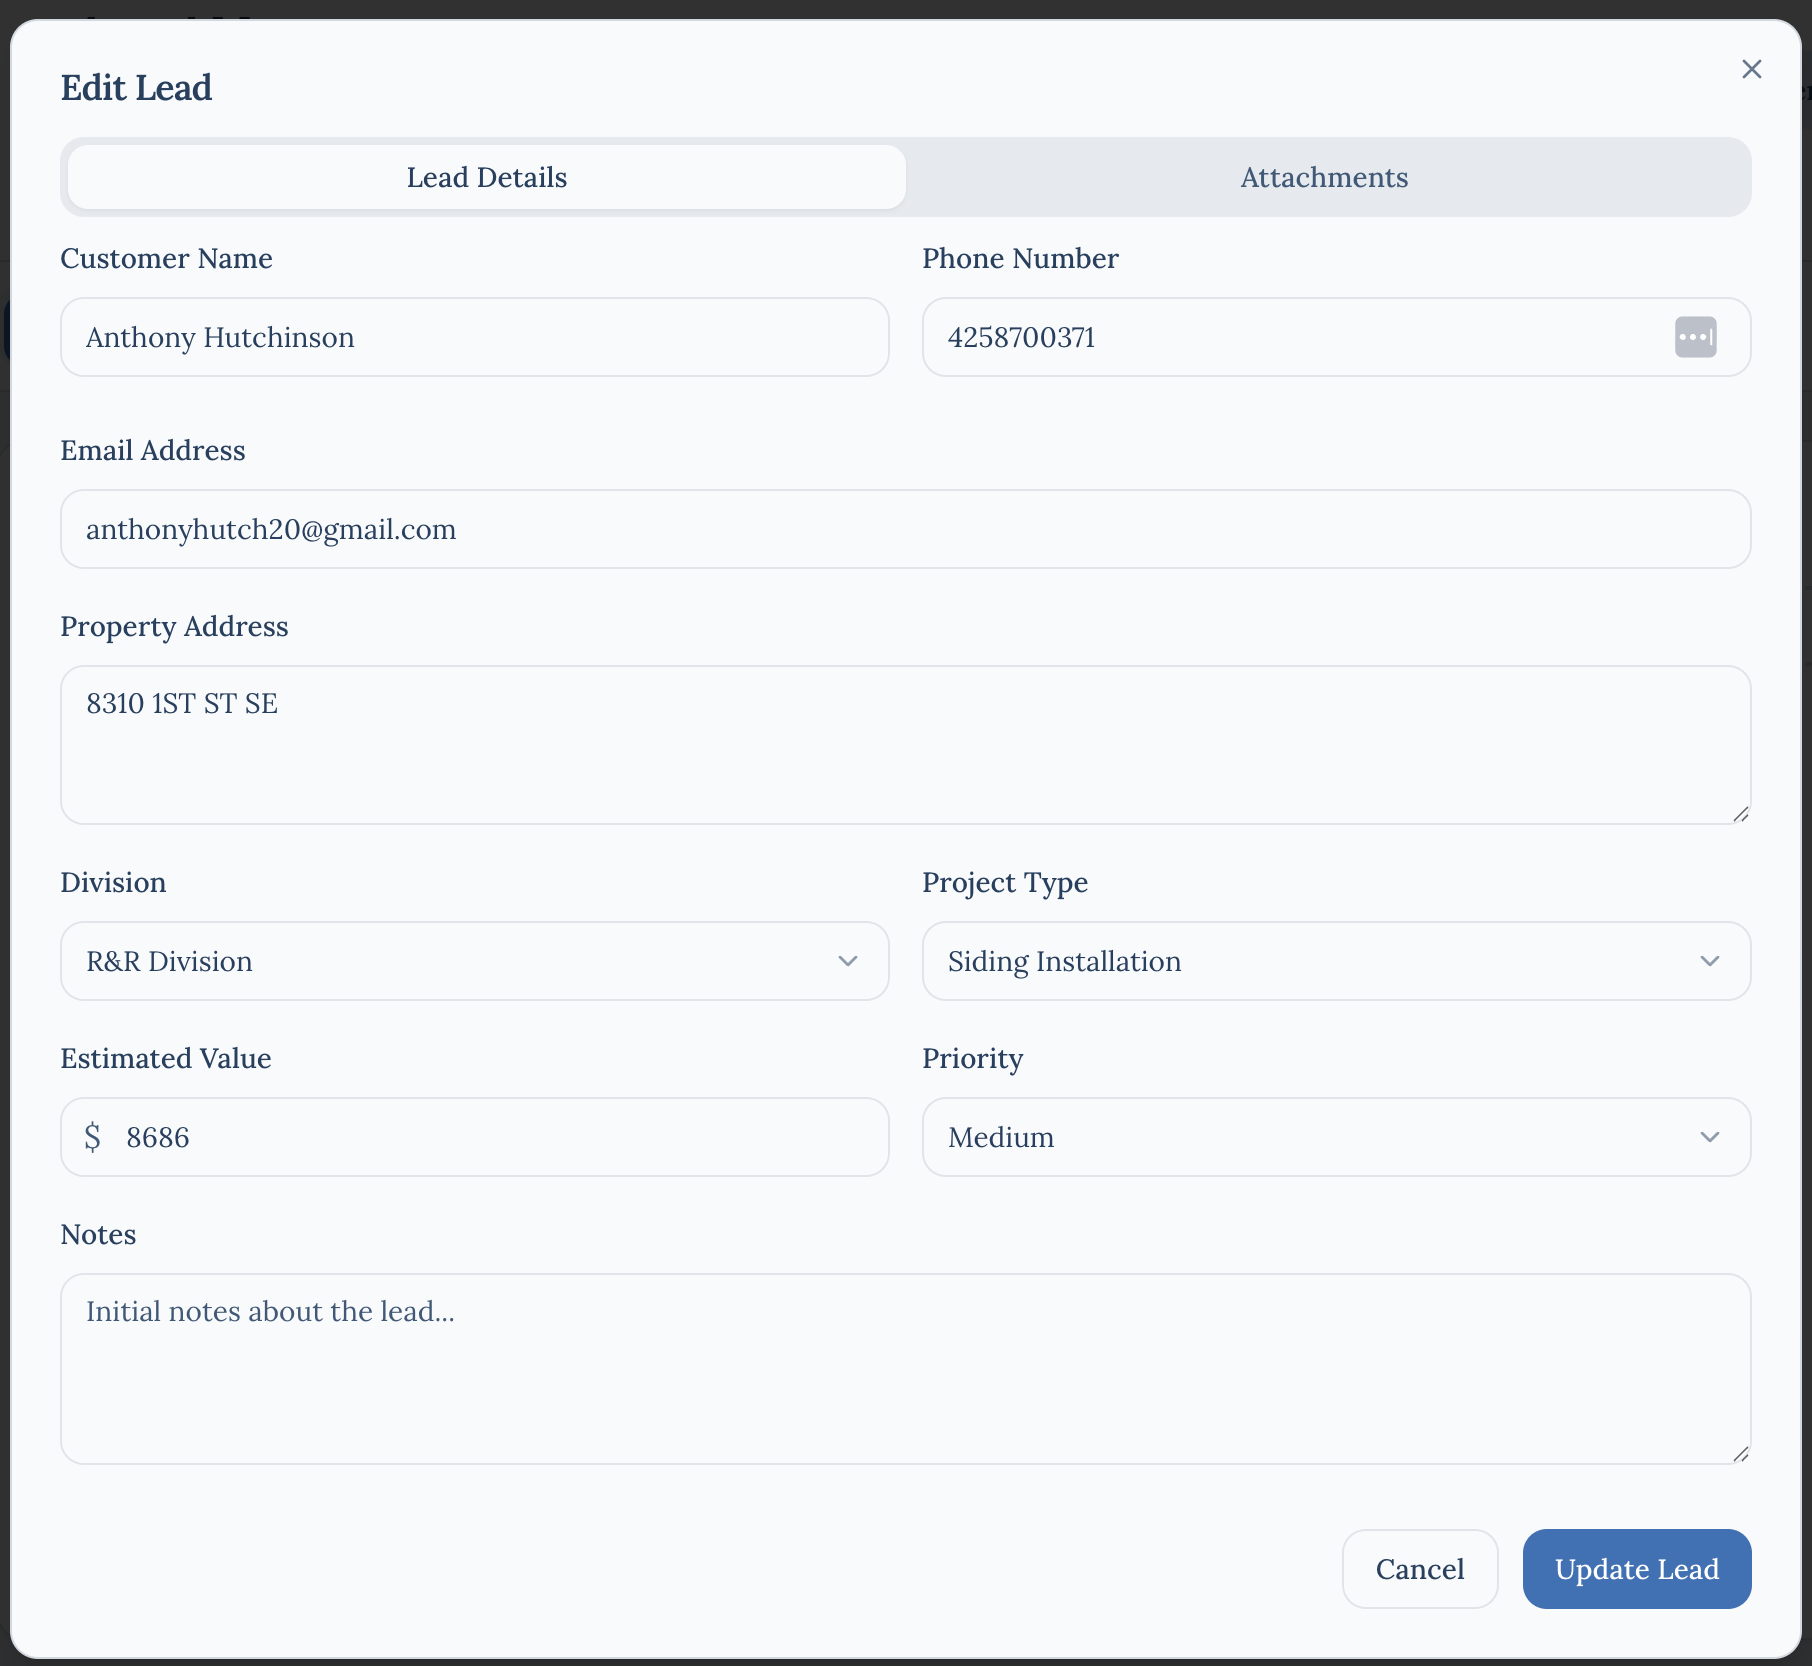 Edit Lead
Lead Details
Attachments
Customer Name
Phone Number
Anthony Hutchinson
4258700371
Email Address
anthonyhutch20@gmail.com
Property Address
8310 1ST ST SE
Division
Project Type
R&R Division
Siding Installation
Estimated Value
Priority
$ 8686
Medium
Notes
Initial notes about the lead...
Cancel
Update Lead